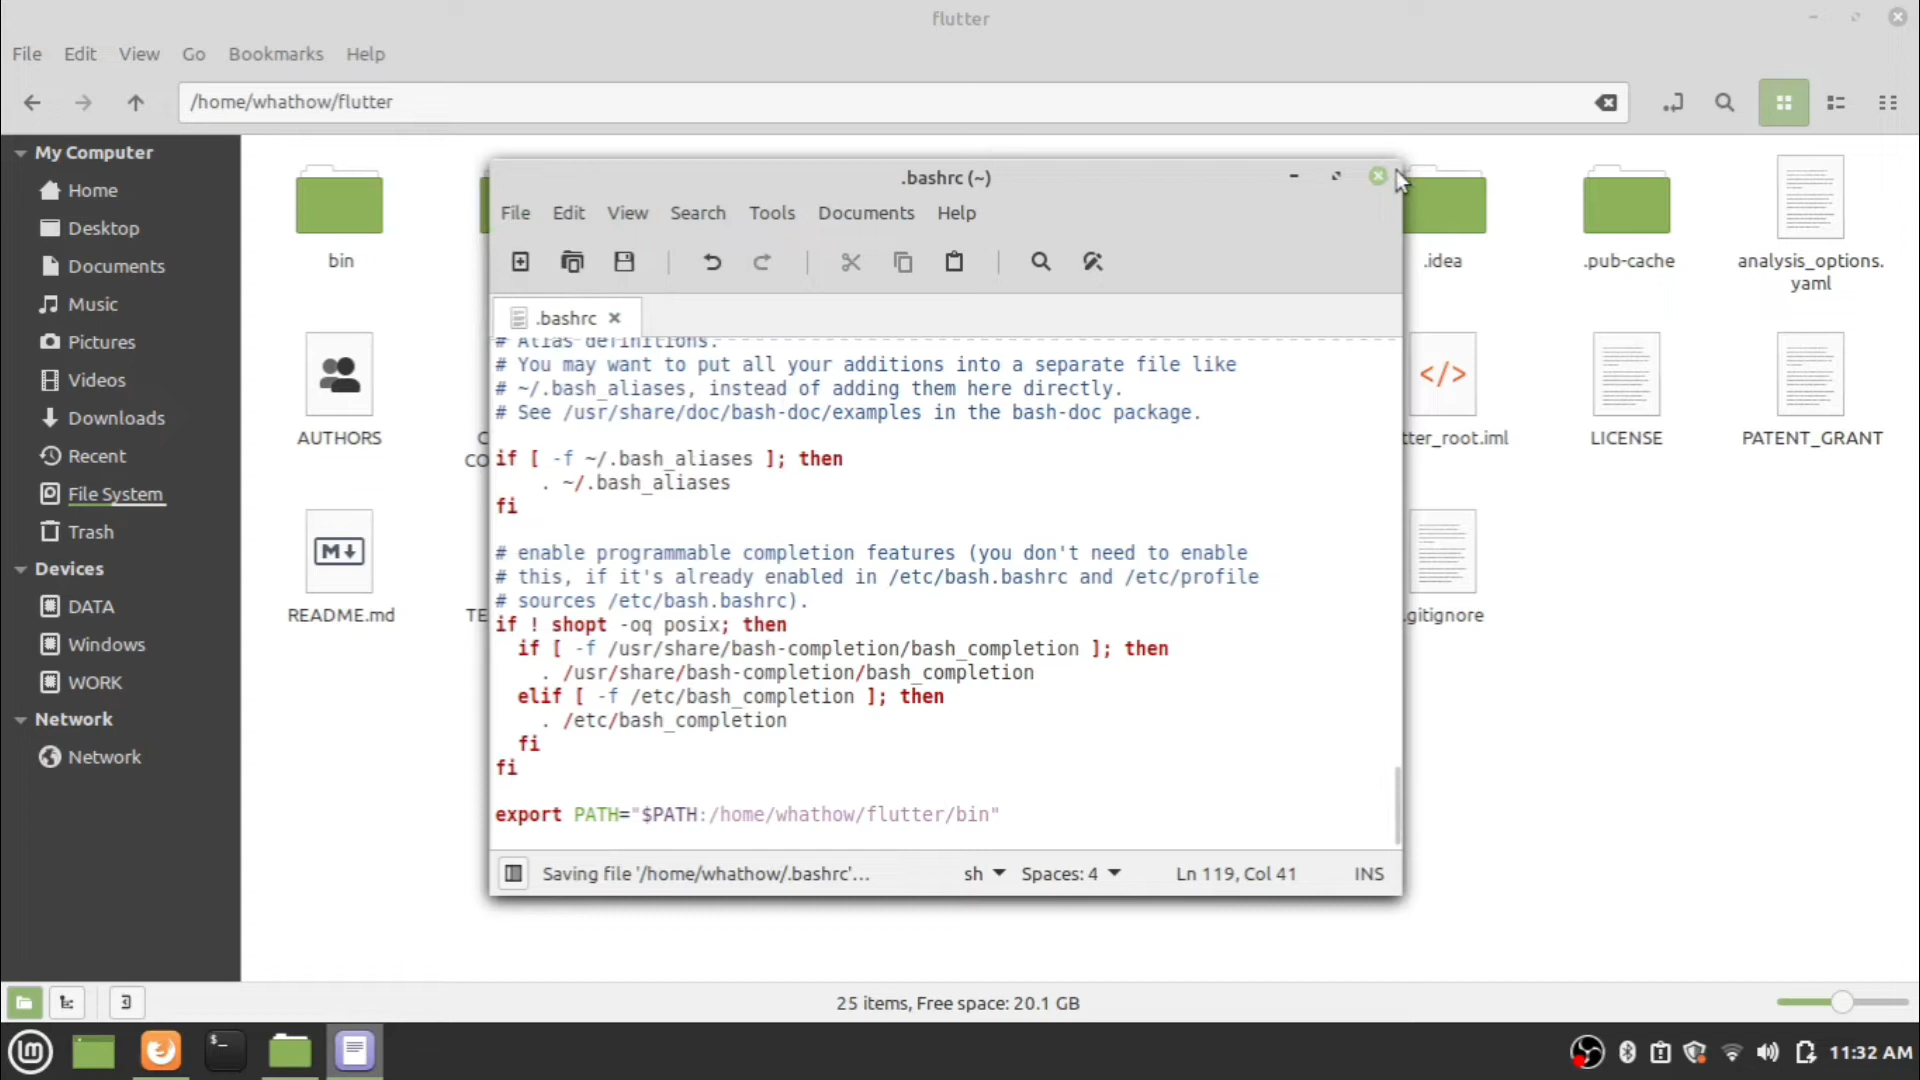 flutter
File Edit View Go Bookmarks Help
/home/whathow/flutter
My Computer
Home
Desktop
Documents
Music
Pictures
Videos
Downloads
Recent
File System
Trash
Devices
DATA
Windows
WORK
Network
Network
bin
.idea
.pub-cache
analysis_options.
yaml
AUTHORS
C
CO
tter_root.iml
LICENSE
PATENT_GRANT
README.md
TE
.gitignore
.bashrc (~)
File Edit View Search Tools Documents Help
.bashrc
# Alias definitions.
# You may want to put all your additions into a separate file like
# ~/.bash_aliases, instead of adding them here directly.
# See /usr/share/doc/bash-doc/examples in the bash-doc package.
if [ -f ~/.bash_aliases ]; then
. ~/.bash_aliases
fi
# enable programmable completion features (you don't need to enable
# this, if it's already enabled in /etc/bash.bashrc and /etc/profile
# sources /etc/bash.bashrc).
if ! shopt -oq posix; then
if [ -f /usr/share/bash-completion/bash_completion ]; then
. /usr/share/bash-completion/bash_completion
elif [ -f /etc/bash_completion ]; then
. /etc/bash_completion
fi
fi
export PATH="$PATH:/home/whathow/flutter/bin"
Saving file '/home/whathow/.bashrc'... sh Spaces: 4 Ln 119, Col 41 INS
25 items, Free space: 20.1 GB
11:32 AM